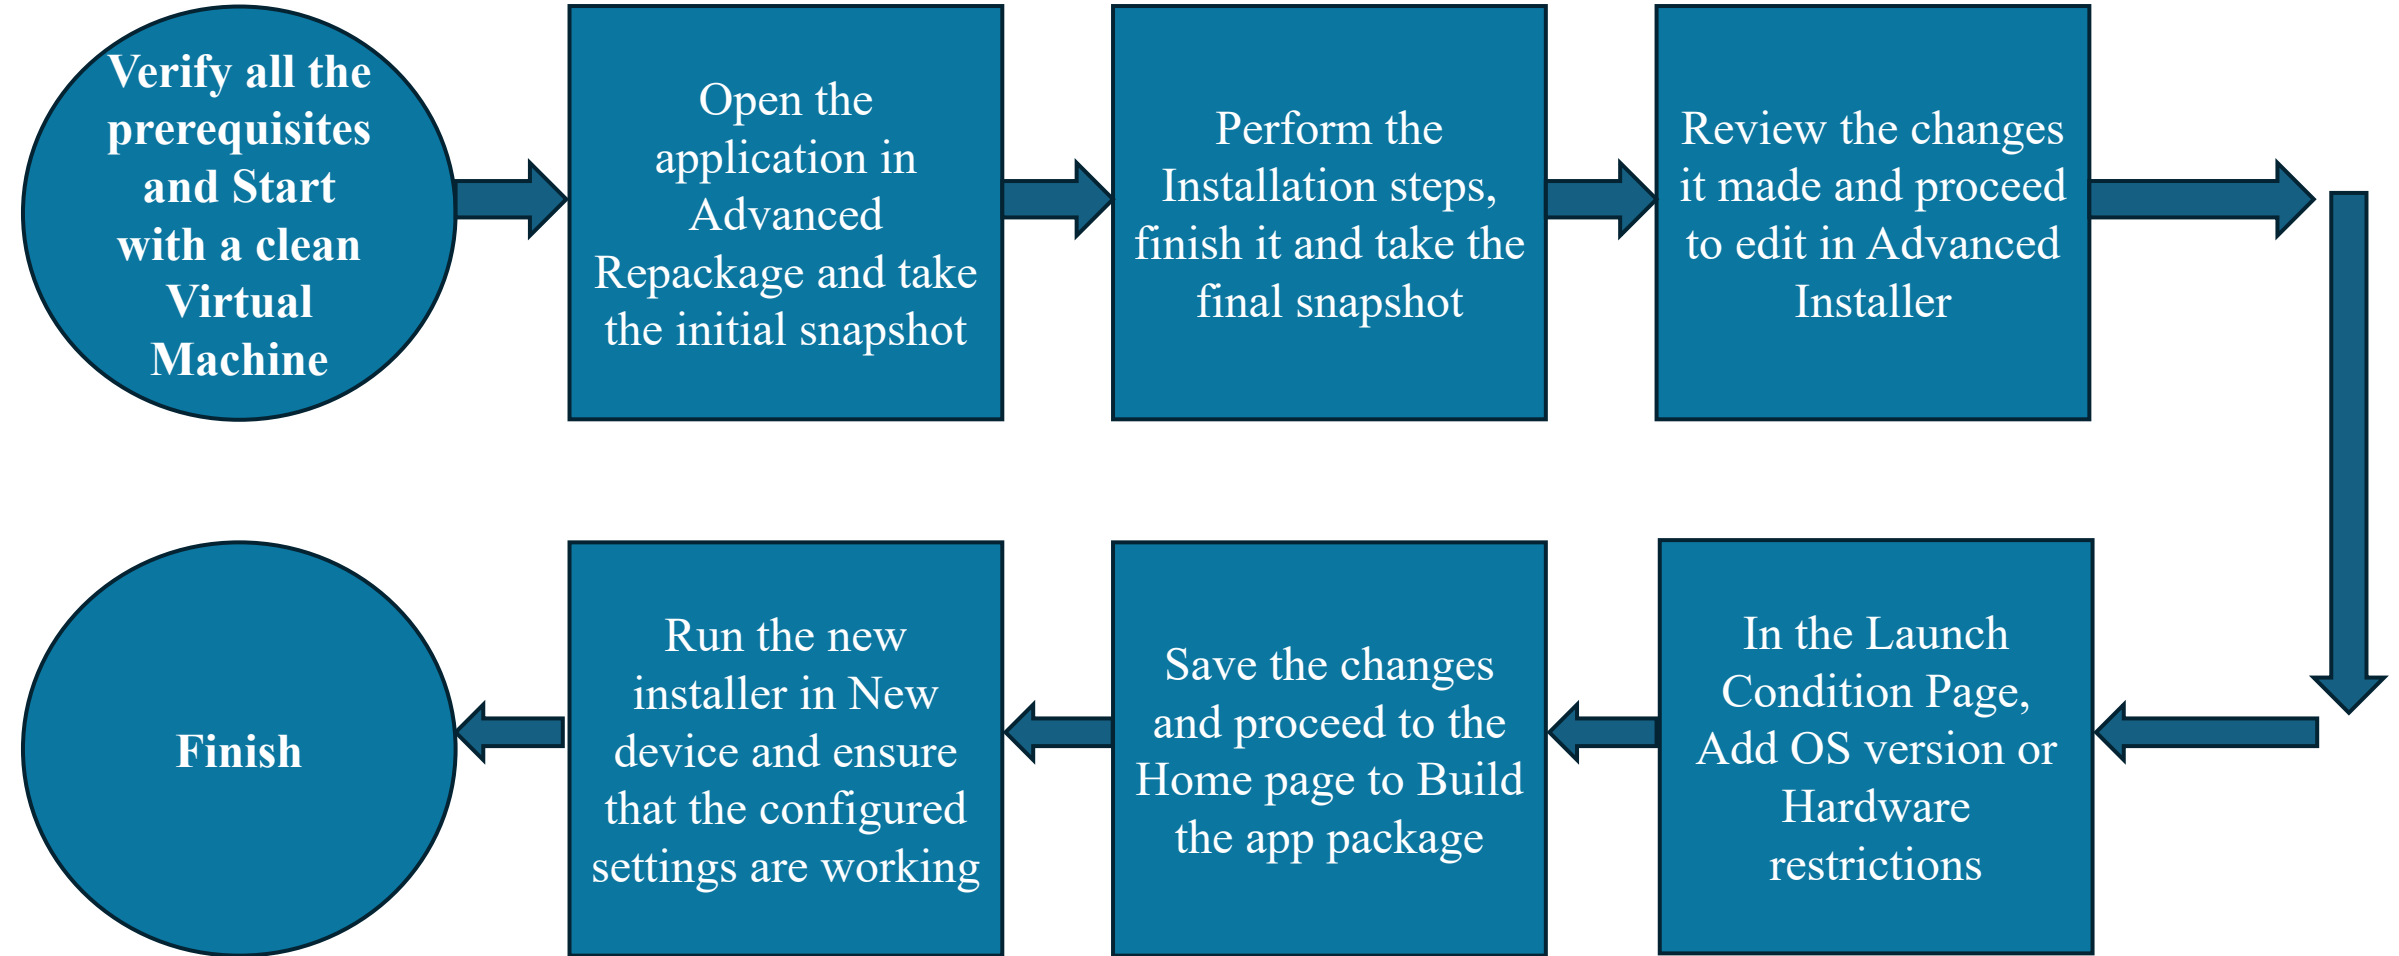 Verify all the
prerequisites
and Start
with a clean
Virtual
Machine
Open the
application in
Advanced
Repackage and take
the initial snapshot
Perform the
Installation steps,
finish it and take the
final snapshot
Review the changes
it made and proceed
to edit in Advanced
Installer
In the Launch
Condition Page,
Add OS version or
Hardware
restrictions
Save the changes
and proceed to the
Home page to Build
the app package
Run the new
installer in New
device and ensure
that the configured
settings are working
Finish